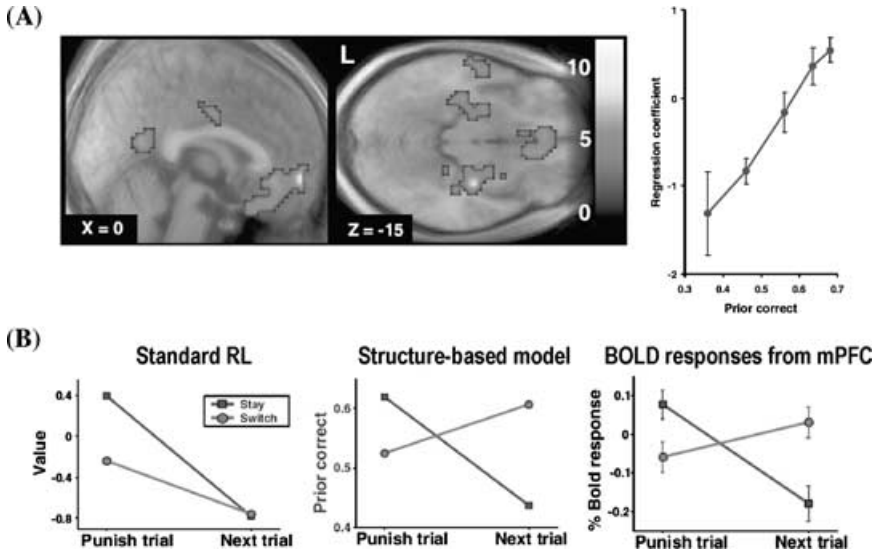 (A)
L
10
5
0
X = 0
Z = -15
Regression coefficient
1
0
-1
-2
0.3 0.4 0.5 0.6 0.7
Prior correct
(B)
Standard RL
Value
0.4
0
-0.4
-0.8
Stay
Switch
Punish trial Next trial
Structure-based model
Prior correct
0.6
0.5
0.4
Punish trial Next trial
BOLD responses from mPFC
% Bold response
0.1
0
-0.1
-0.2
Punish trial Next trial